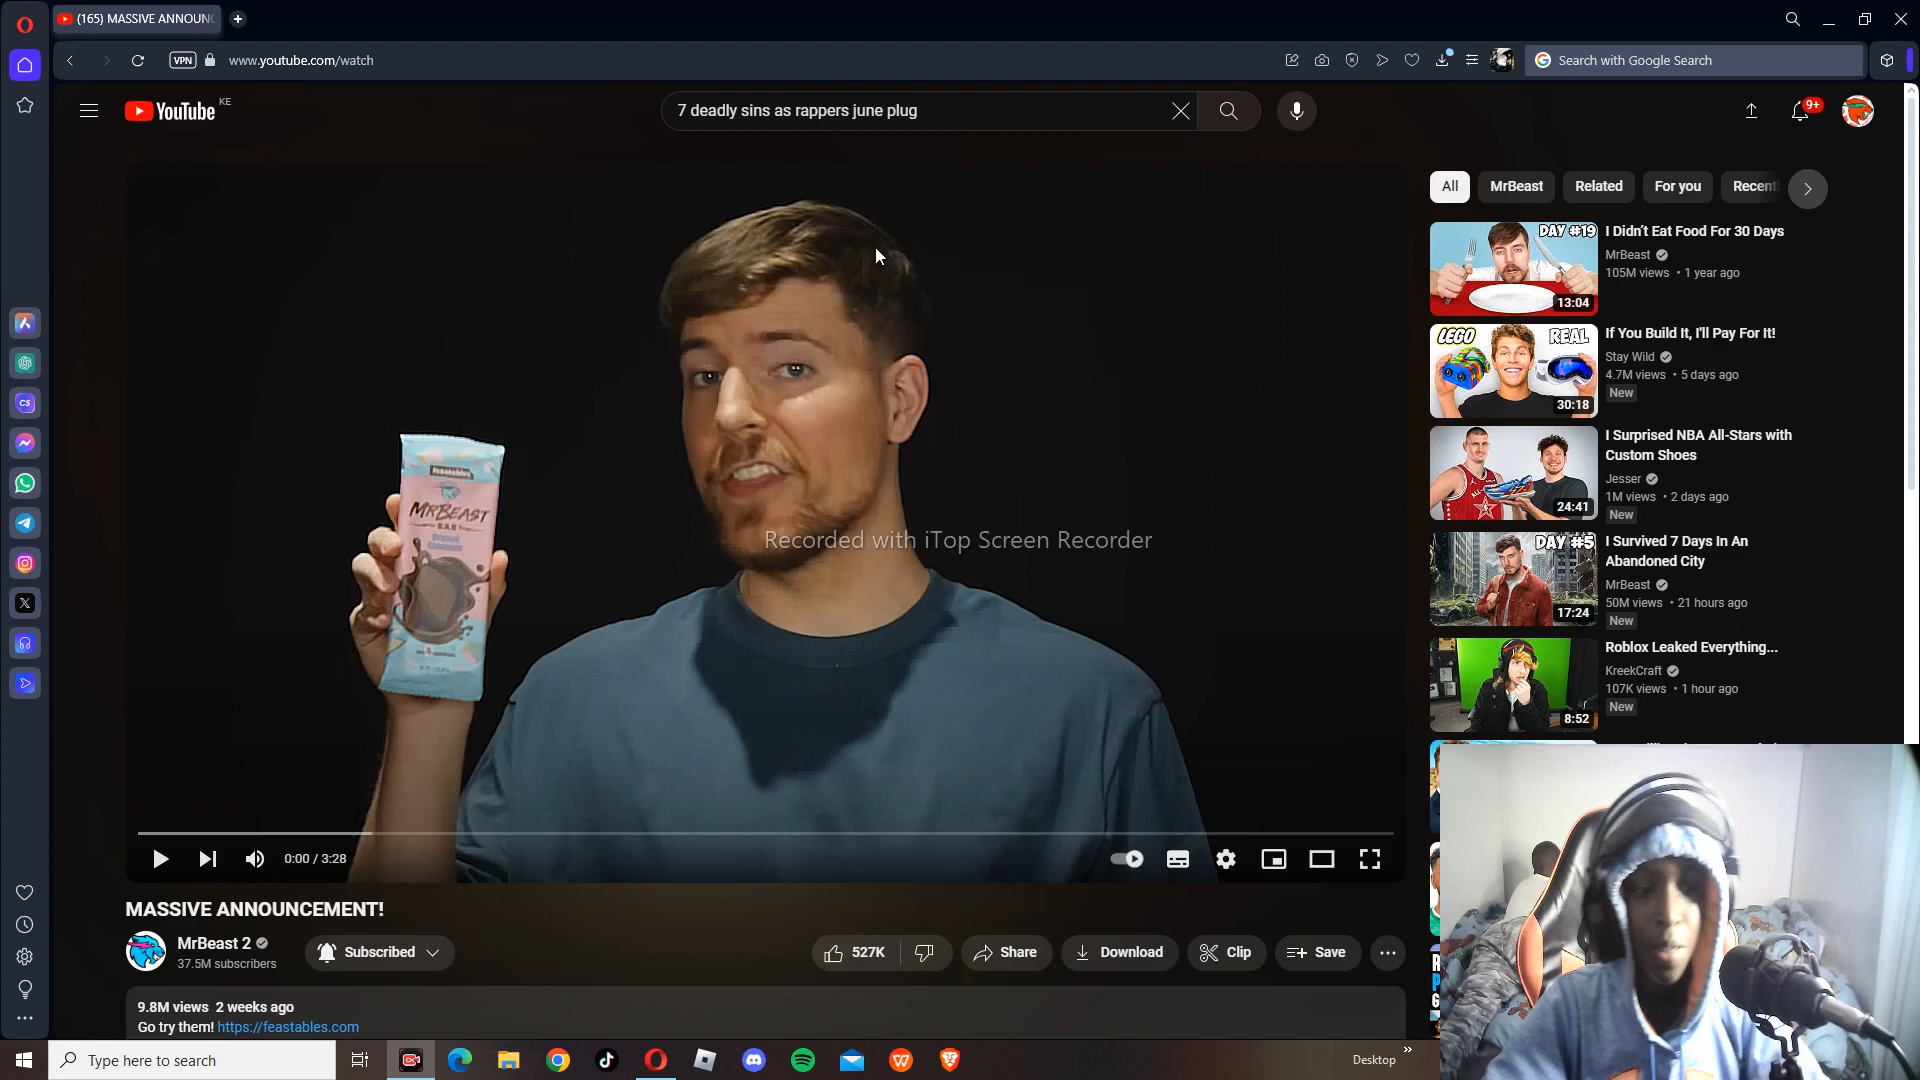 (165) MASSIVE ANNOUNC
VPN
www.youtube.com/watch
Search with Google Search
YouTube KE
7 deadly sins as rappers june plug
9+
All
MrBeast
Related
For you
Recent
DAY #19
13:04
I Didn't Eat Food For 30 Days
MrBeast
105M views • 1 year ago
LEGO REAL
30:18
If You Build It, I'll Pay For It!
Stay Wild
4.7M views • 5 days ago
New
24:41
I Surprised NBA All-Stars with
Custom Shoes
Jesser
1M views • 2 days ago
New
DAY #5
17:24
I Survived 7 Days In An
Abandoned City
MrBeast
50M views • 21 hours ago
New
8:52
Roblox Leaked Everything...
KreekCraft
107K views • 1 hour ago
New
CS
feastables
MRBEAST
BAR
Recorded with iTop Screen Recorder
0:00 / 3:28
MASSIVE ANNOUNCEMENT!
MrBeast 2
37.5M subscribers
Subscribed
527K
Share
Download
Clip
Save
9.8M views 2 weeks ago
Go try them! https://feastables.com
Type here to search
Desktop